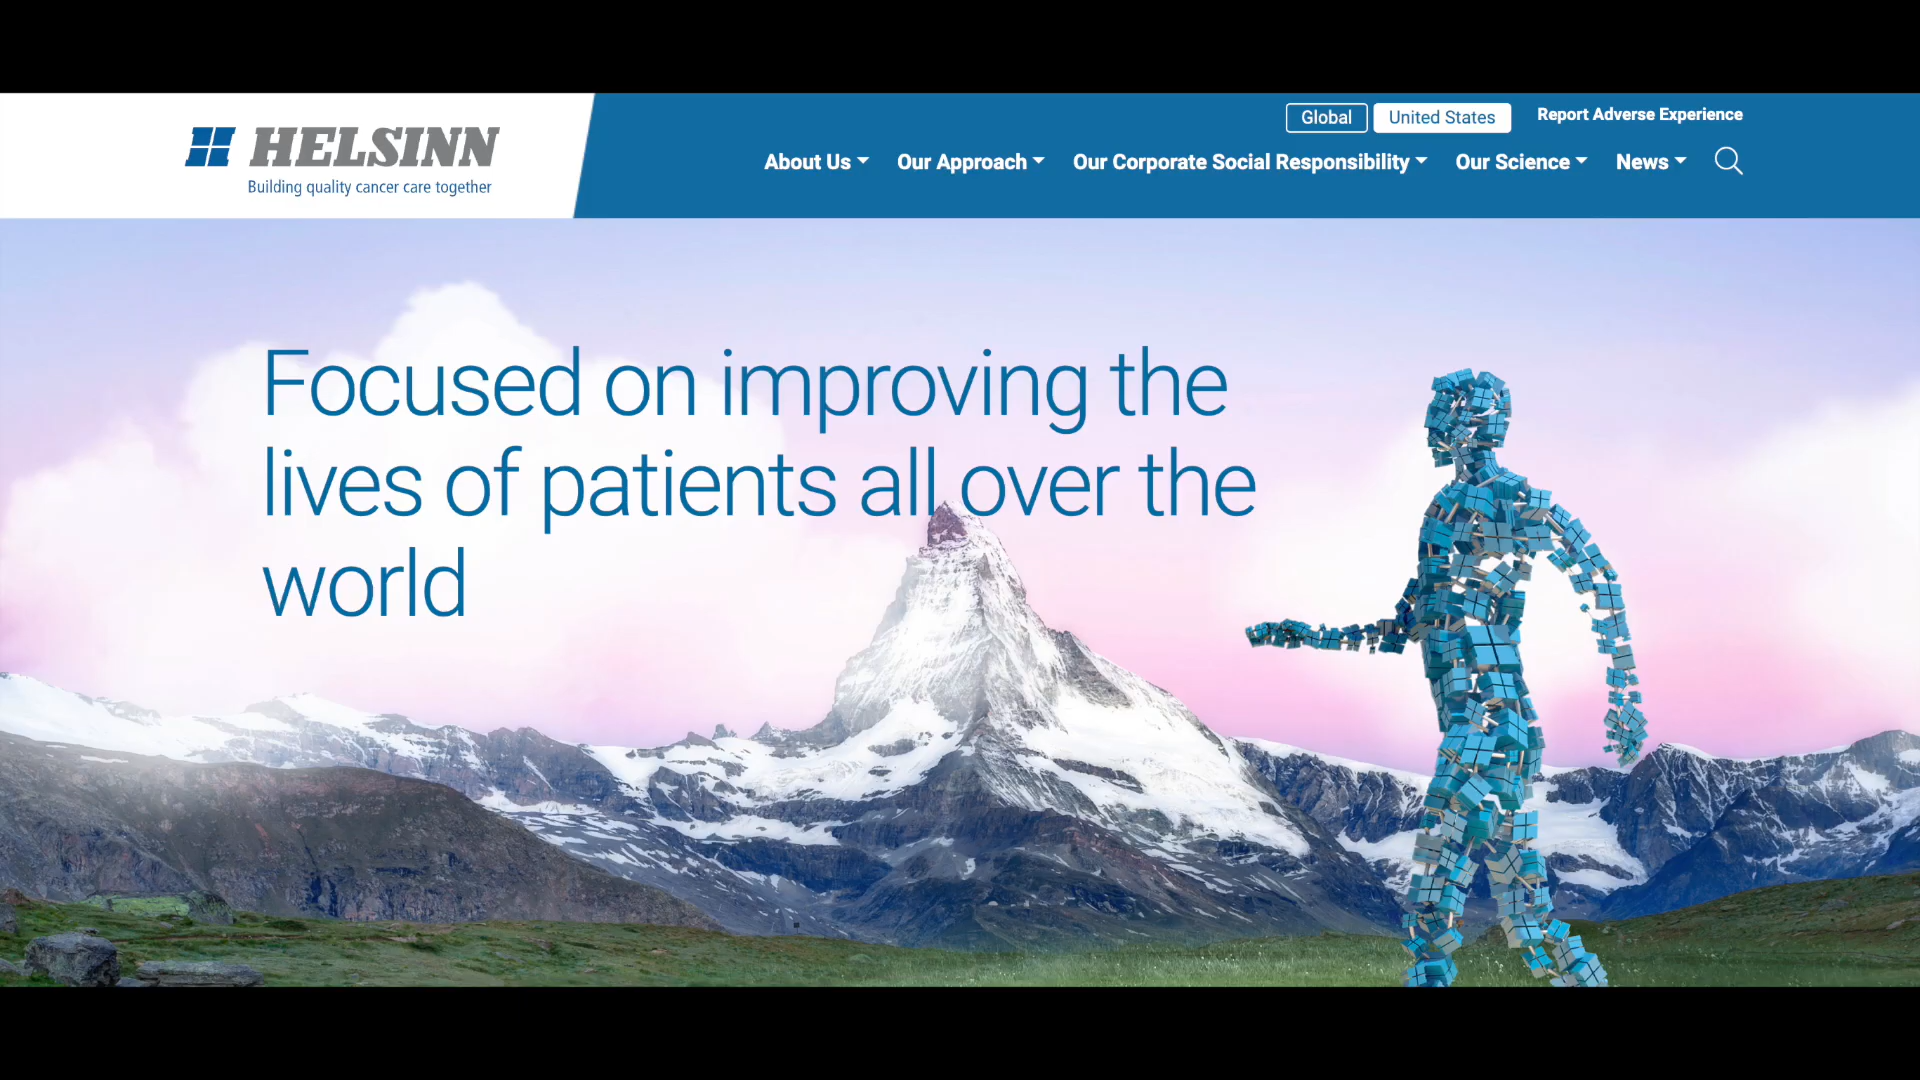 HELSINN
Building quality cancer care together
Global
United States
Report Adverse Experience
About Us
Our Approach
Our Corporate Social Responsibility
Our Science
News
Focused on improving the
lives of patients all over the
world